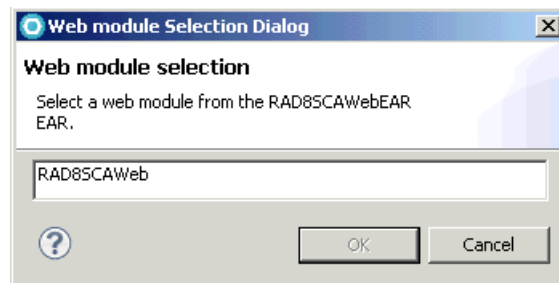 Web module Selection Dialog
Web module selection
Select a web module from the RAD8SCAWebEAR
EAR.
RAD8SCAWeb
?
OK
Cancel